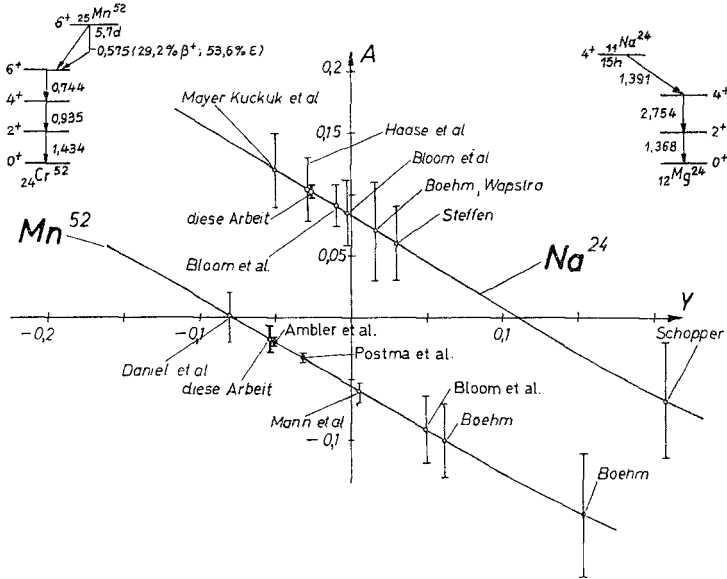 6⁺ ₂₅Mn⁵²
5,7d
0,575 (29,2% β⁺; 53,6% ε)
6⁺
0,744
4⁺
0,935
2⁺
1,434
0⁺
₂₄Cr⁵²
4⁺ ₁₁Na²⁴
15h
1,391
4⁺
2,754
2⁺
1,368
0⁺
₁₂Mg²⁴
A
0,2
0,15
0,05
-0,1
-0,2
-0,1
0,1
y
Mayer Kuckuk et al
Haase et al
Bloom et al
Boehm, Wapstra
Steffen
diese Arbeit
Bloom et al.
Na²⁴
Mn⁵²
Schopper
Ambler et al.
Daniel et al
diese Arbeit
Postma et al.
Mann et al
Bloom et al.
Boehm
Boehm